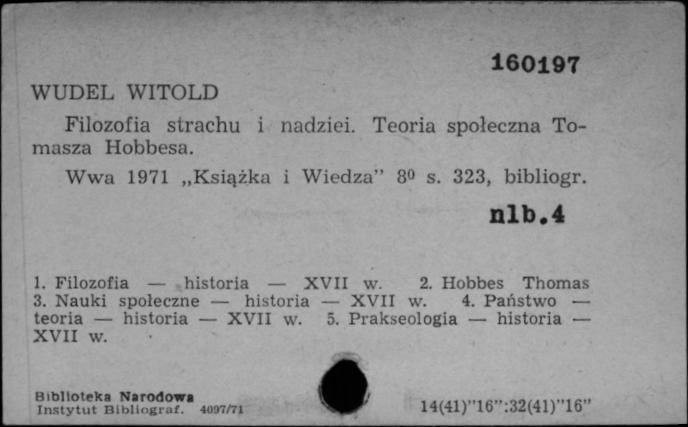 160197
WUDEL WITOLD
Filozofia strachu i nadziei. Teoria społeczna To-
masza Hobbesa.
Wwa 1971 „Książka i Wiedza” 8⁰ s. 323, bibliogr.
nlb.4
1. Filozofia — historia — XVII w. 2. Hobbes Thomas
3. Nauki społeczne — historia — XVII w. 4. Państwo —
teoria — historia — XVII w. 5. Prakseologia — historia —
XVII w.
Biblioteka Narodowa
Instytut Bibliograf. 4097/71
14(41)”16”:32(41)”16”